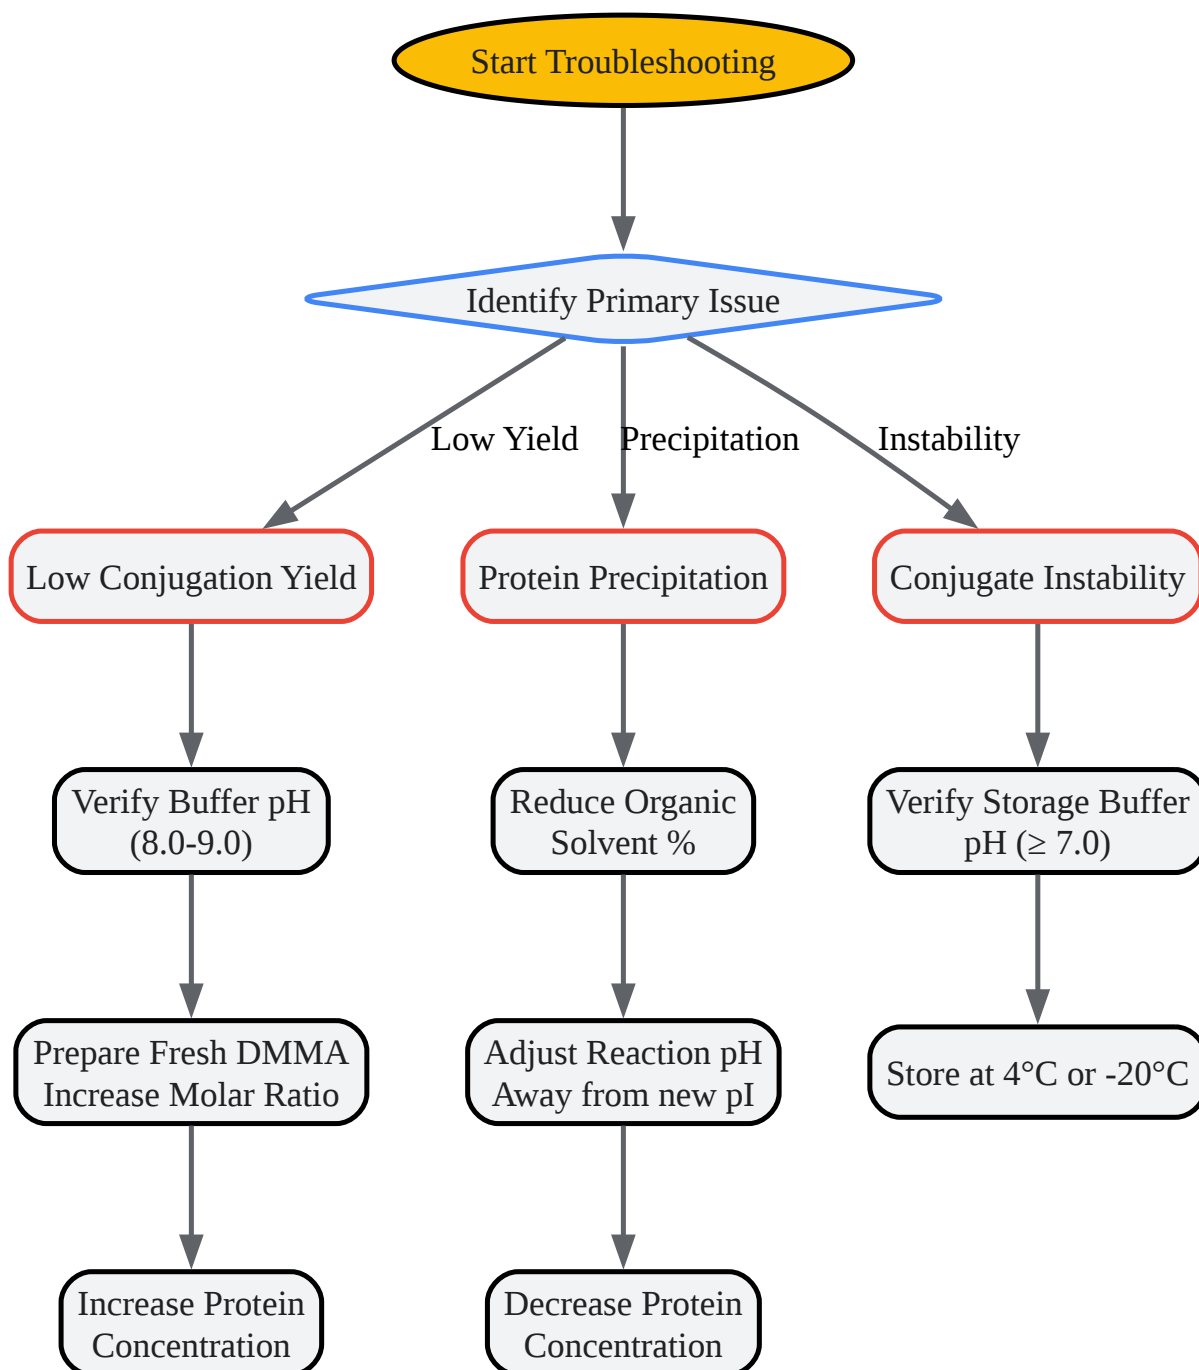 Start Troubleshooting
Identify Primary Issue
Low Yield
Precipitation
Instability
Low Conjugation Yield
Protein Precipitation
Conjugate Instability
Verify Buffer pH
(8.0-9.0)
Reduce Organic
Solvent %
Verify Storage Buffer
pH (≥ 7.0)
Prepare Fresh DMMA
Increase Molar Ratio
Adjust Reaction pH
Away from new pI
Store at 4°C or -20°C
Increase Protein
Concentration
Decrease Protein
Concentration